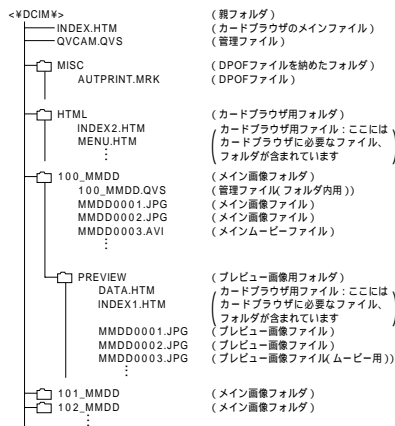 <¥DCIM¥> (親フォルダ)
INDEX.HTM (カードブラウザのメインファイル)
QVCAM.QVS (管理ファイル)
MISC (DPOFファイルを納めたフォルダ)
AUTPRINT.MRK (DPOFファイル)
HTML (カードブラウザ用フォルダ)
INDEX2.HTM (カードブラウザ用ファイル:ここには
MENU.HTM カードブラウザに必要なファイル、
⋮ フォルダが含まれています)
100_MMDD (メイン画像フォルダ)
100_MMDD.QVS (管理ファイル(フォルダ内用))
MMDD0001.JPG (メイン画像ファイル)
MMDD0002.JPG (メイン画像ファイル)
MMDD0003.AVI (メインムービーファイル)
⋮
PREVIEW (プレビュー画像用フォルダ)
DATA.HTM (カードブラウザ用ファイル:ここには
INDEX1.HTM カードブラウザに必要なファイル、
フォルダが含まれています)
MMDD0001.JPG (プレビュー画像ファイル)
MMDD0002.JPG (プレビュー画像ファイル)
MMDD0003.JPG (プレビュー画像ファイル(ムービー用))
⋮
101_MMDD (メイン画像フォルダ)
102_MMDD (メイン画像フォルダ)
⋮